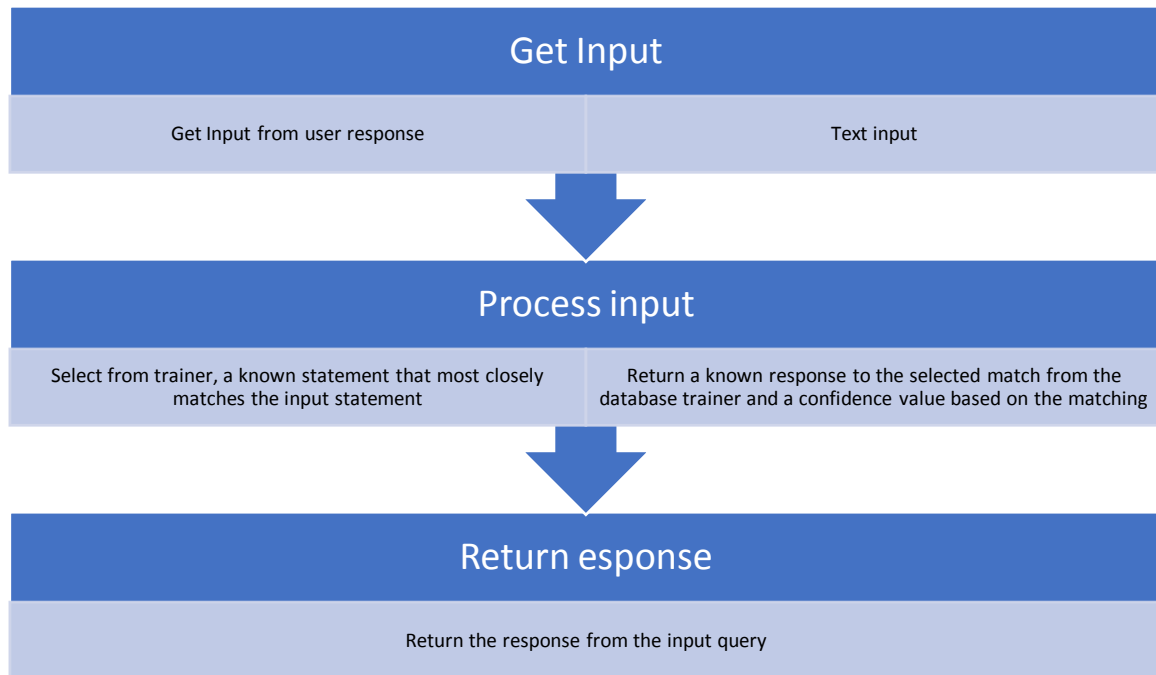 Get Input
Get Input from user response
Text input
Process input
Select from trainer, a known statement that most closely
matches the input statement
Return a known response to the selected match from the
database trainer and a confidence value based on the matching
Return esponse
Return the response from the input query